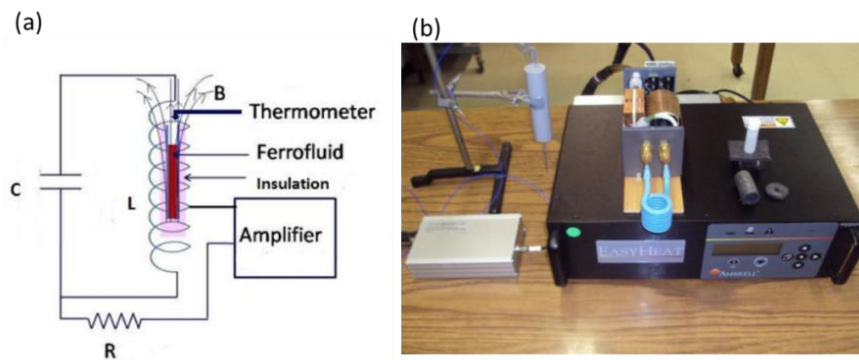 (a)
B
Thermometer
Ferrofluid
Insulation
C
L
Amplifier
R
(b)
EASYHEAT
AMBRELL